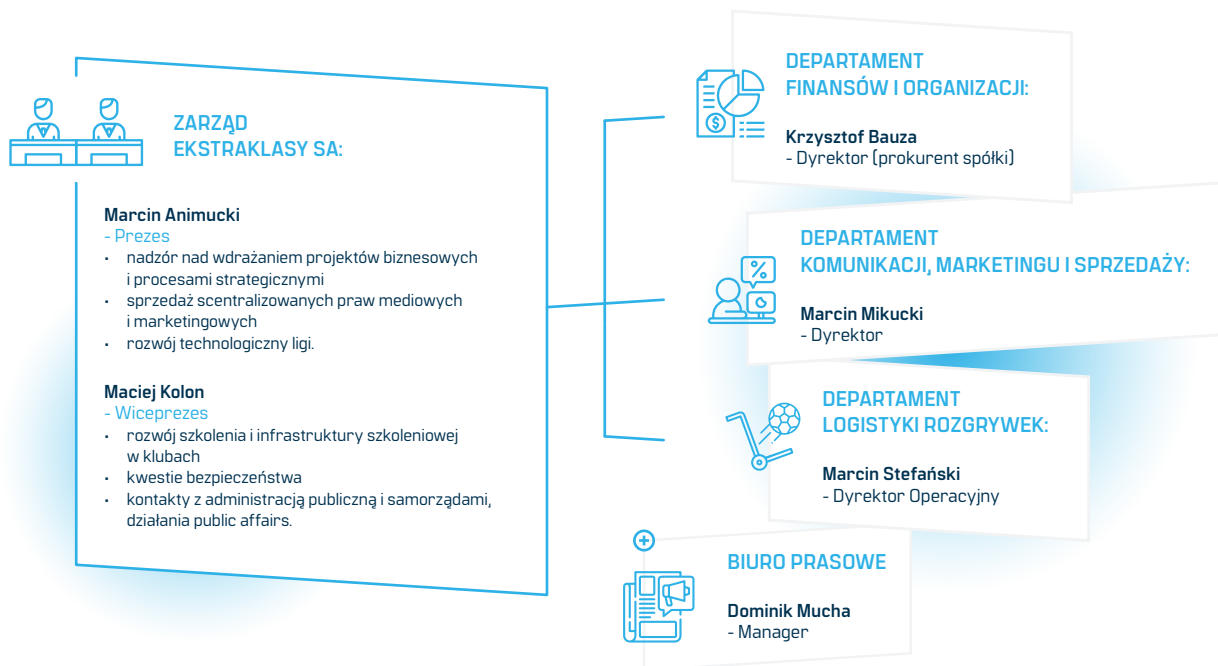 ZARZĄD
EKSTRAKLASY SA:
Marcin Animucki
- Prezes
• nadzór nad wdrażaniem projektów biznesowych
i procesami strategicznymi
• sprzedaż scentralizowanych praw mediowych
i marketingowych
• rozwój technologiczny ligi.
Maciej Kolon
- Wiceprezes
• rozwój szkolenia i infrastruktury szkoleniowej
w klubach
• kwestie bezpieczeństwa
• kontakty z administracją publiczną i samorządami,
działania public affairs.
DEPARTAMENT
FINANSÓW I ORGANIZACJI:
Krzysztof Bauza
- Dyrektor (prokurent spółki)
DEPARTAMENT
KOMUNIKACJI, MARKETINGU I SPRZEDAŻY:
Marcin Mikucki
- Dyrektor
DEPARTAMENT
LOGISTYKI ROZGRYWEK:
Marcin Stefański
- Dyrektor Operacyjny
BIURO PRASOWE
Dominik Mucha
- Manager